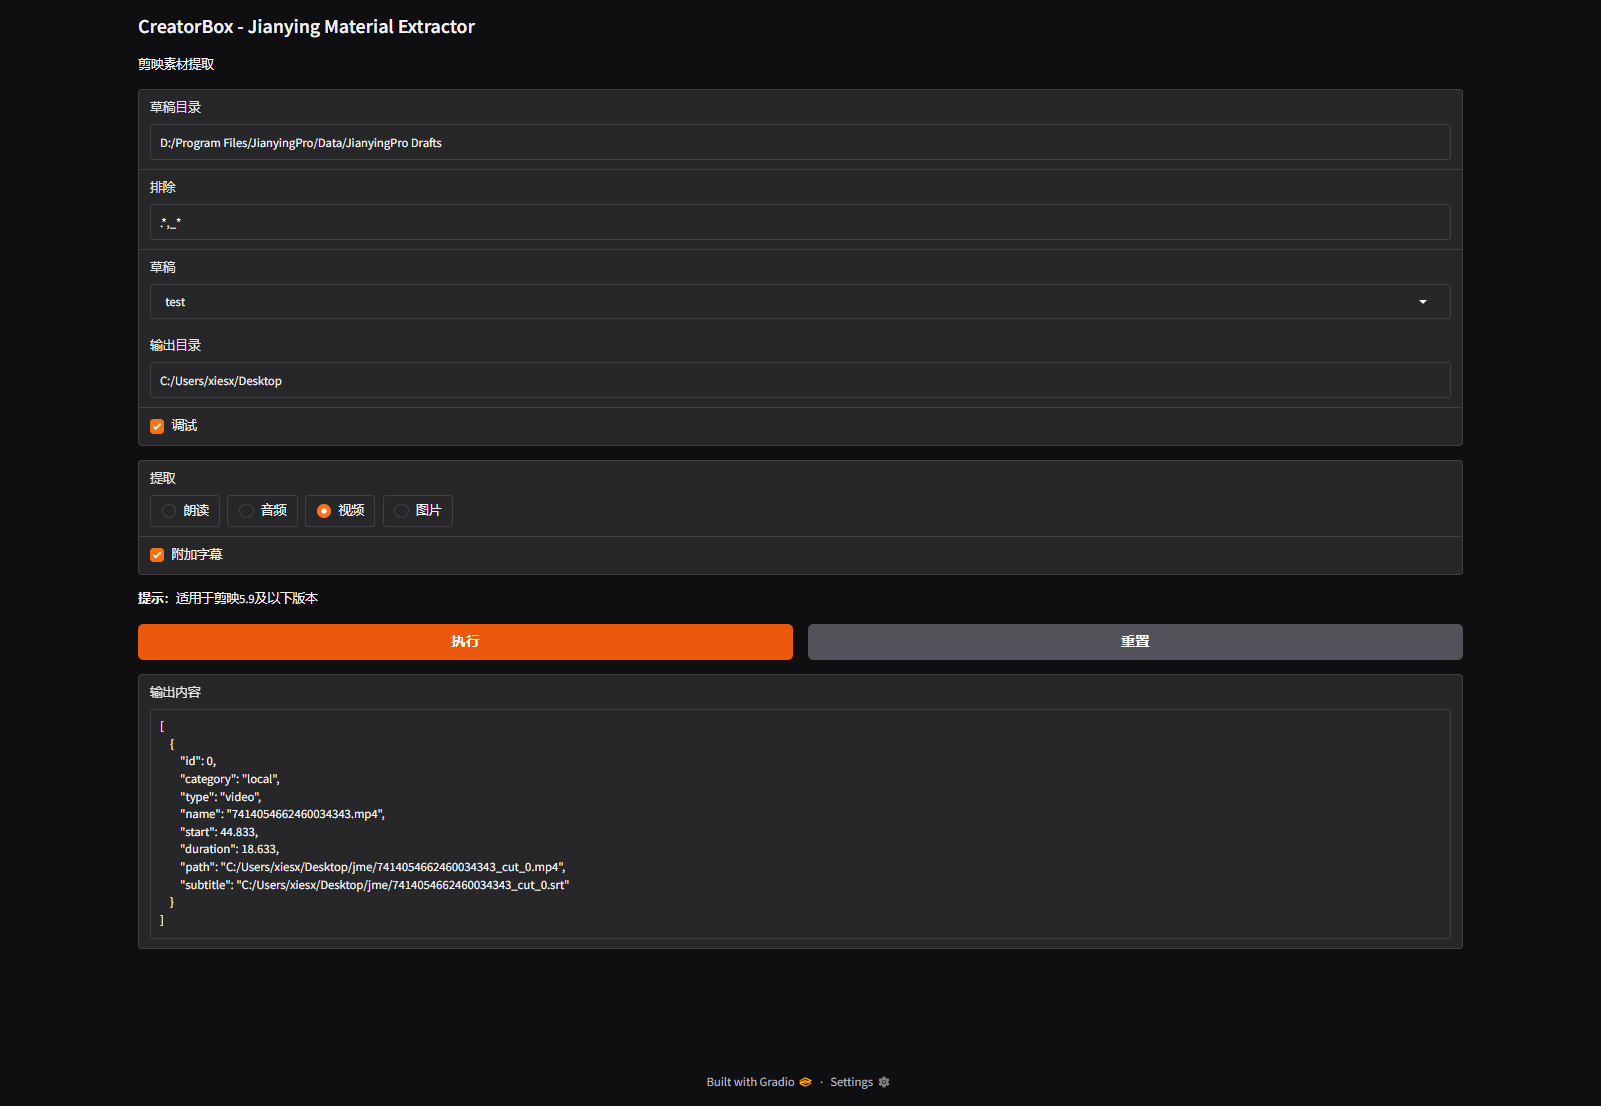 CreatorBox - Jianying Material Extractor
剪映素材提取
草稿目录
D:/Program Files/JianyingPro/Data/JianyingPro Drafts
排除
.*,_*
草稿
test
输出目录
C:/Users/xiesx/Desktop
调试
提取
朗读 音频 视频 图片
附加字幕
提示：适用于剪映5.9及以下版本
执行 重置
输出内容
[
{
"id": 0,
"category": "local",
"type": "video",
"name": "7414054662460034343.mp4",
"start": 44.833,
"duration": 18.633,
"path": "C:/Users/xiesx/Desktop/jme/7414054662460034343_cut_0.mp4",
"subtitle": "C:/Users/xiesx/Desktop/jme/7414054662460034343_cut_0.srt"
}
]
Built with Gradio · Settings